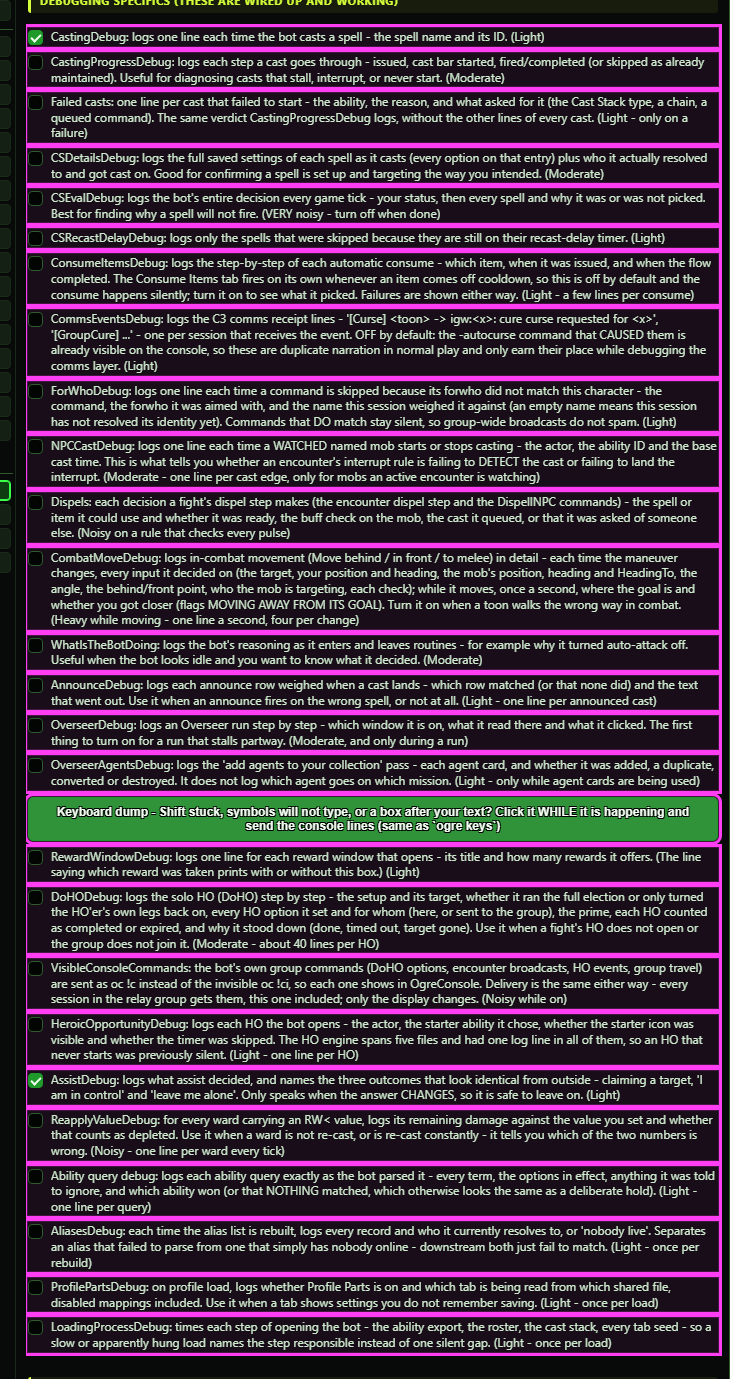 DEBUGGING SPECIFICS (THESE ARE WIRED UP AND WORKING)
CastingDebug: logs one line each time the bot casts a spell - the spell name and its ID. (Light)
CastingProgressDebug: logs each step a cast goes through - issued, cast bar started, fired/completed (or skipped as already
maintained). Useful for diagnosing casts that stall, interrupt, or never start. (Moderate)
Failed casts: one line per cast that failed to start - the ability, the reason, and what asked for it (the Cast Stack type, a chain, a
queued command). The same verdict CastingProgressDebug logs, without the other lines of every cast. (Light - only on a
failure)
CSDetailsDebug: logs the full saved settings of each spell as it casts (every option on that entry) plus who it actually resolved
to and got cast on. Good for confirming a spell is set up and targeting the way you intended. (Moderate)
CSEvalDebug: logs the bot's entire decision every game tick - your status, then every spell and why it was or was not picked.
Best for finding why a spell will not fire. (VERY noisy - turn off when done)
CSRecastDelayDebug: logs only the spells that were skipped because they are still on their recast-delay timer. (Light)
ConsumeItemsDebug: logs the step-by-step of each automatic consume - which item, when it was issued, and when the flow
completed. The Consume Items tab fires on its own whenever an item comes off cooldown, so this is off by default and the
consume happens silently; turn it on to see what it picked. Failures are shown either way. (Light - a few lines per consume)
CommsEventsDebug: logs the C3 comms receipt lines - '[Curse] <toon> -> igw:<x>: cure curse requested for <x>',
'[GroupCure] ...' - one per session that receives the event. OFF by default: the -autocurse command that CAUSED them is
already visible on the console, so these are duplicate narration in normal play and only earn their place while debugging the
comms layer. (Light)
ForWhoDebug: logs one line each time a command is skipped because its forwho did not match this character - the
command, the forwho it was aimed with, and the name this session weighed it against (an empty name means this session
has not resolved its identity yet). Commands that DO match stay silent, so group-wide broadcasts do not spam. (Light)
NPCCastDebug: logs one line each time a WATCHED named mob starts or stops casting - the actor, the ability ID and the base
cast time. This is what tells you whether an encounter's interrupt rule is failing to DETECT the cast or failing to land the
interrupt. (Moderate - one line per cast edge, only for mobs an active encounter is watching)
Dispels: each decision a fight's dispel step makes (the encounter dispel step and the DispellNPC commands) - the spell or
item it could use and whether it was ready, the buff check on the mob, the cast it queued, or that it was asked of someone
else. (Noisy on a rule that checks every pulse)
CombatMoveDebug: logs in-combat movement (Move behind / in front / to melee) in detail - each time the maneuver
changes, every input it decided on (the target, your position and heading, the mob's position, heading and HeadingTo, the
angle, the behind/front point, who the mob is targeting, each check); while it moves, once a second, where the goal is and
whether you got closer (flags MOVING AWAY FROM ITS GOAL). Turn it on when a toon walks the wrong way in combat.
(Heavy while moving - one line a second, four per change)
WhatIsTheBotDoing: logs the bot's reasoning as it enters and leaves routines - for example why it turned auto-attack off.
Useful when the bot looks idle and you want to know what it decided. (Moderate)
AnnounceDebug: logs each announce row weighed when a cast lands - which row matched (or that none did) and the text
that went out. Use it when an announce fires on the wrong spell, or not at all. (Light - one line per announced cast)
OverseerDebug: logs an Overseer run step by step - which window it is on, what it read there and what it clicked. The first
thing to turn on for a run that stalls partway. (Moderate, and only during a run)
OverseerAgentsDebug: logs the 'add agents to your collection' pass - each agent card, and whether it was added, a duplicate,
converted or destroyed. It does not log which agent goes on which mission. (Light - only while agent cards are being used)
Keyboard dump - Shift stuck, symbols will not type, or a box after your text? Click it WHILE it is happening and
send the console lines (same as `ogre keys`)
RewardWindowDebug: logs one line for each reward window that opens - its title and how many rewards it offers. (The line
saying which reward was taken prints with or without this box.) (Light)
DoHODebug: logs the solo HO (DoHO) step by step - the setup and its target, whether it ran the full election or only turned
the HO'er's own legs back on, every HO option it set and for whom (here, or sent to the group), the prime, each HO counted
as completed or expired, and why it stood down (done, timed out, target gone). Use it when a fight's HO does not open or
the group does not join it. (Moderate - about 40 lines per HO)
VisibleConsoleCommands: the bot's own group commands (DoHO options, encounter broadcasts, HO events, group travel)
are sent as oc !c instead of the invisible oc !ci, so each one shows in OgreConsole. Delivery is the same either way - every
session in the relay group gets them, this one included; only the display changes. (Noisy while on)
HeroicOpportunityDebug: logs each HO the bot opens - the actor, the starter ability it chose, whether the starter icon was
visible and whether the timer was skipped. The HO engine spans five files and had one log line in all of them, so an HO that
never starts was previously silent. (Light - one line per HO)
AssistDebug: logs what assist decided, and names the three outcomes that look identical from outside - claiming a target, 'I
am in control' and 'leave me alone'. Only speaks when the answer CHANGES, so it is safe to leave on. (Light)
ReapplyValueDebug: for every ward carrying an RW< value, logs its remaining damage against the value you set and whether
that counts as depleted. Use it when a ward is not re-cast, or is re-cast constantly - it tells you which of the two numbers is
wrong. (Noisy - one line per ward every tick)
Ability query debug: logs each ability query exactly as the bot parsed it - every term, the options in effect, anything it was told
to ignore, and which ability won (or that NOTHING matched, which otherwise looks the same as a deliberate hold). (Light -
one line per query)
AliasesDebug: each time the alias list is rebuilt, logs every record and who it currently resolves to, or 'nobody live'. Separates
an alias that failed to parse from one that simply has nobody online - downstream both just fail to match. (Light - once per
rebuild)
ProfilePartsDebug: on profile load, logs whether Profile Parts is on and which tab is being read from which shared file,
disabled mappings included. Use it when a tab shows settings you do not remember saving. (Light - once per load)
LoadingProcessDebug: times each step of opening the bot - the ability export, the roster, the cast stack, every tab seed - so a
slow or apparently hung load names the step responsible instead of one silent gap. (Light - once per load)